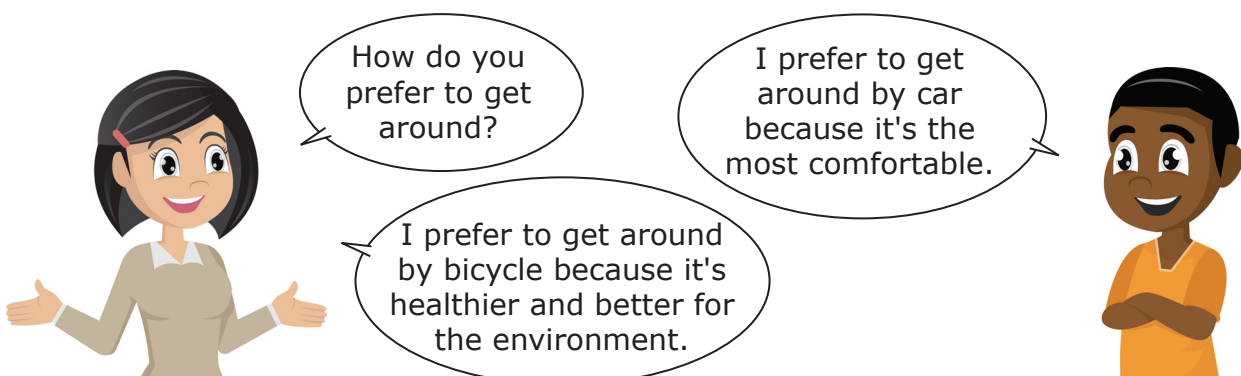 How do you
prefer to get
around?
I prefer to get
around by car
because it's the
most comfortable.
I prefer to get around
by bicycle because it's
healthier and better for
the environment.